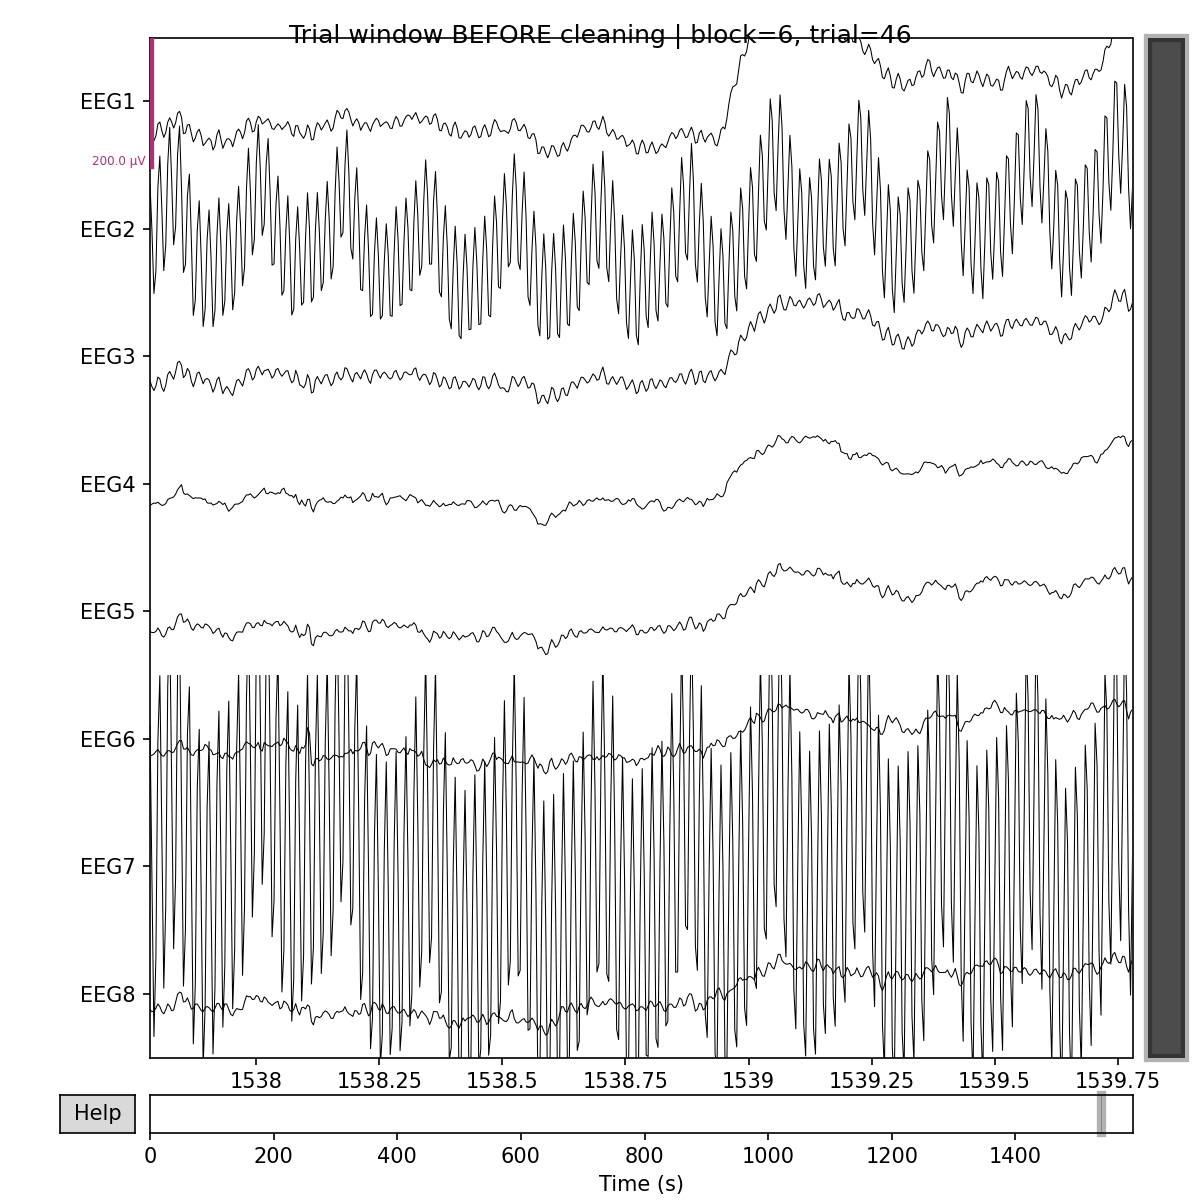 Trial window BEFORE cleaning | block=6, trial=46
EEG1
200.0 µV
EEG2
EEG3
EEG4
EEG5
EEG6
EEG7
EEG8
1538 1538.25 1538.5 1538.75 1539 1539.25 1539.5 1539.75
Help
0 200 400 600 800 1000 1200 1400
Time (s)